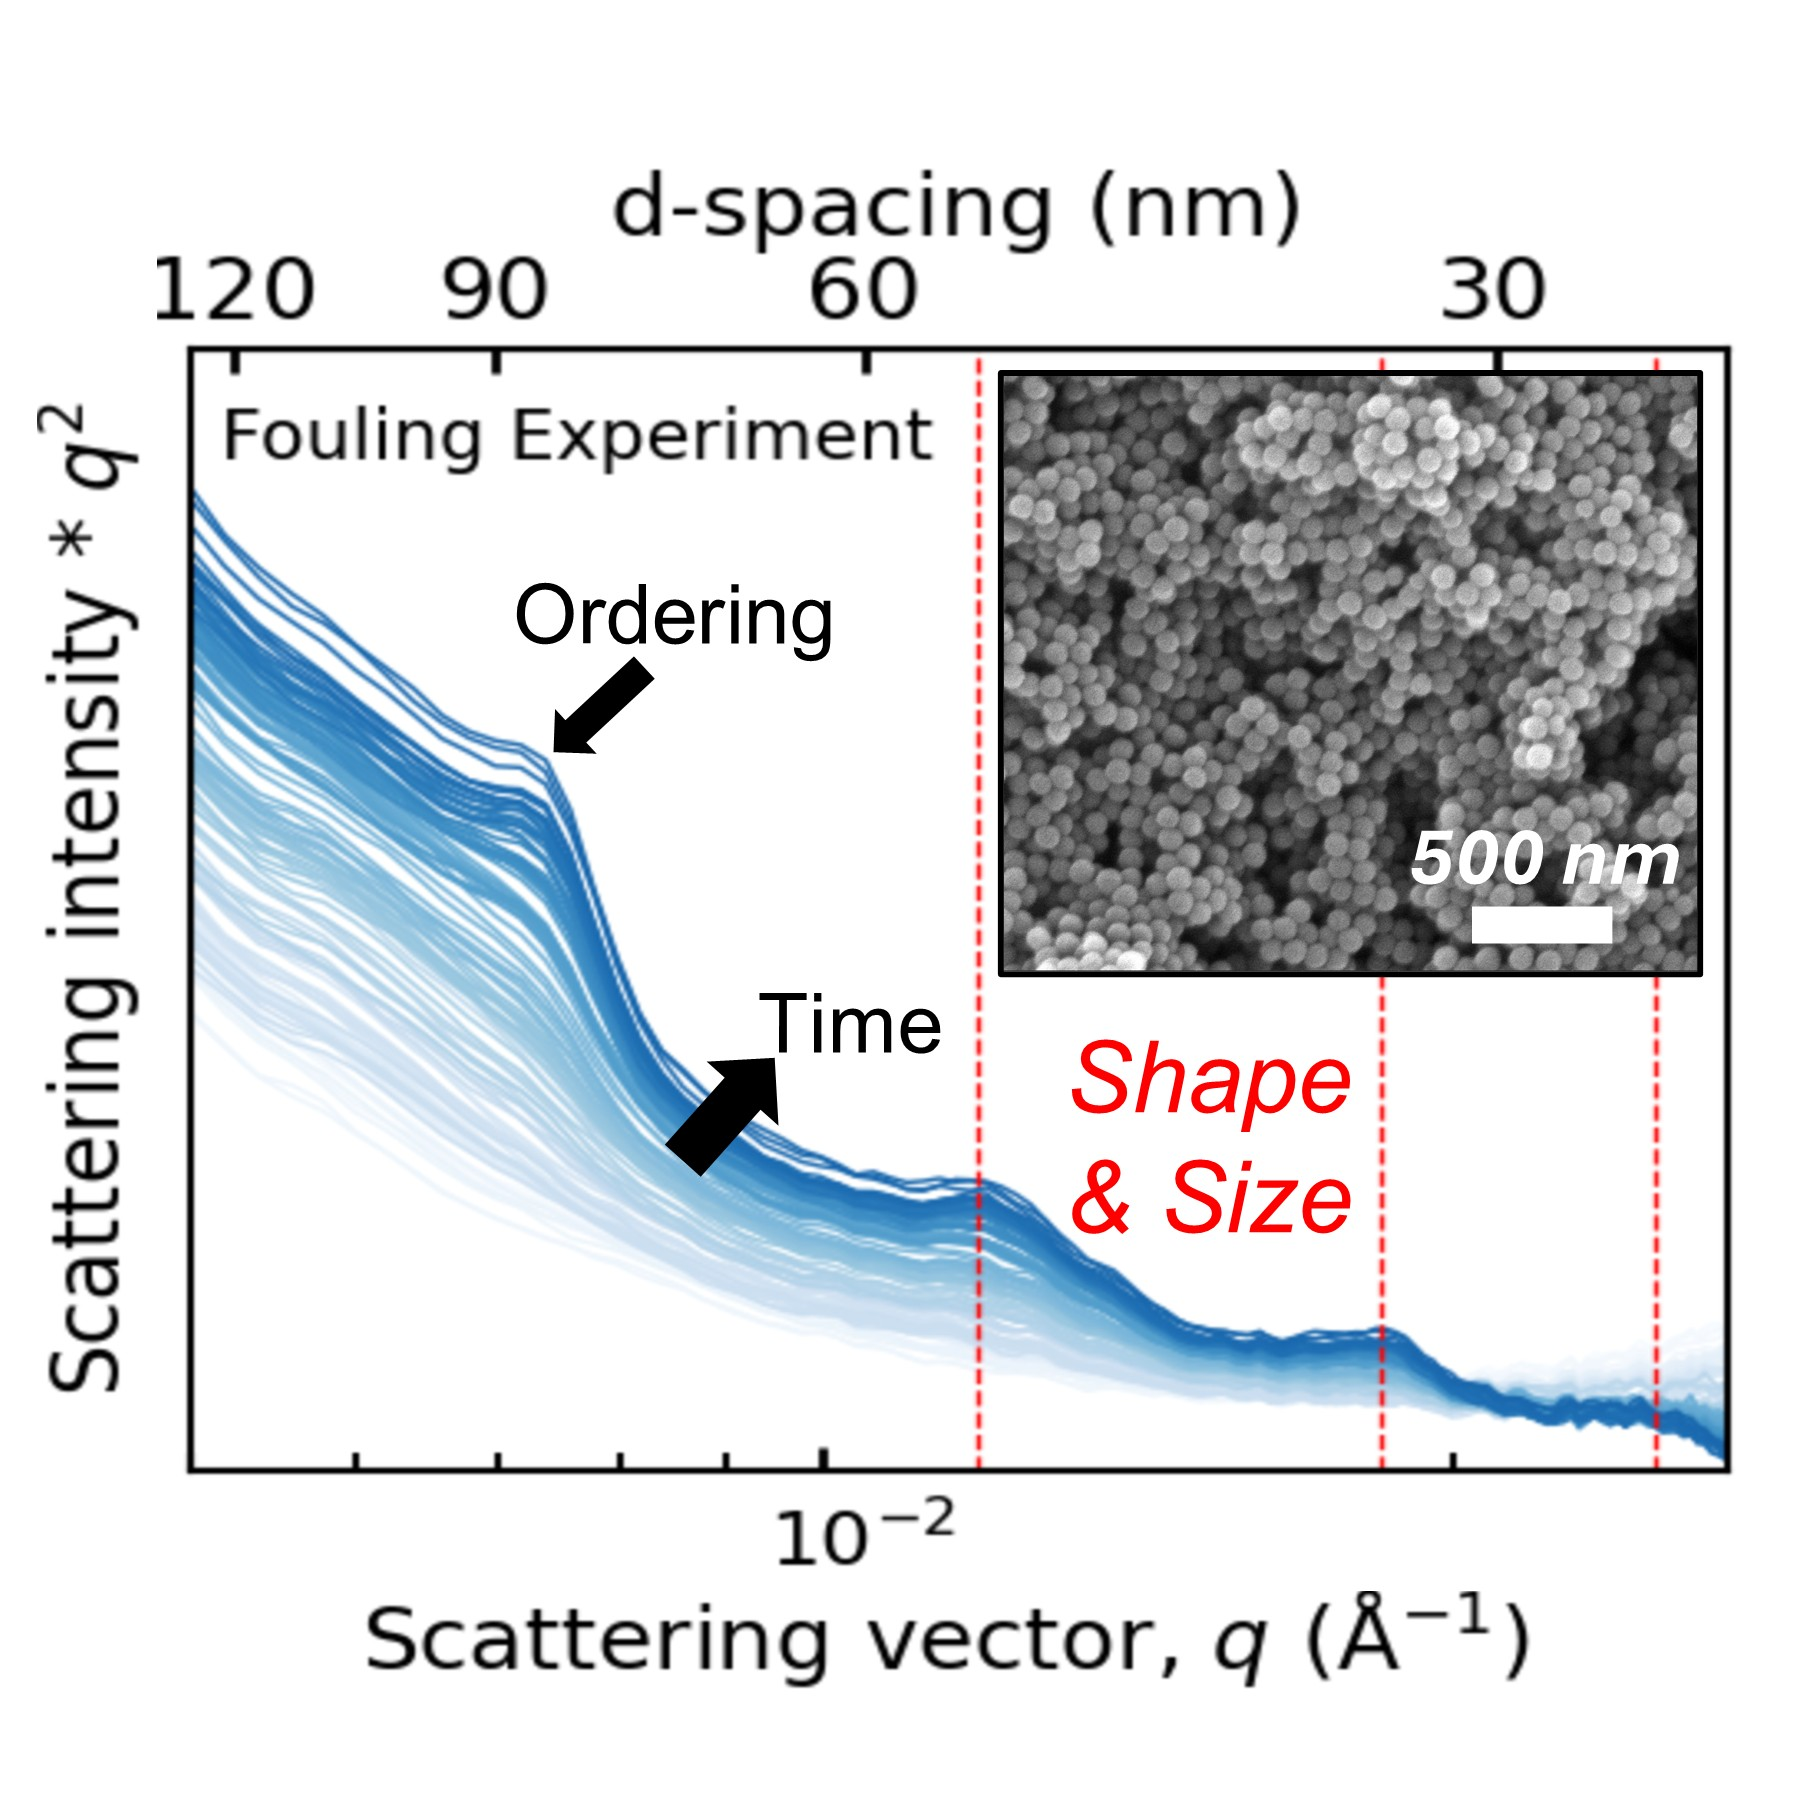 d-spacing (nm)
120 90 60 30
Scattering intensity * q²
Fouling Experiment
Ordering
500 nm
Time
Shape
& Size
10⁻²
Scattering vector, q (Å⁻¹)